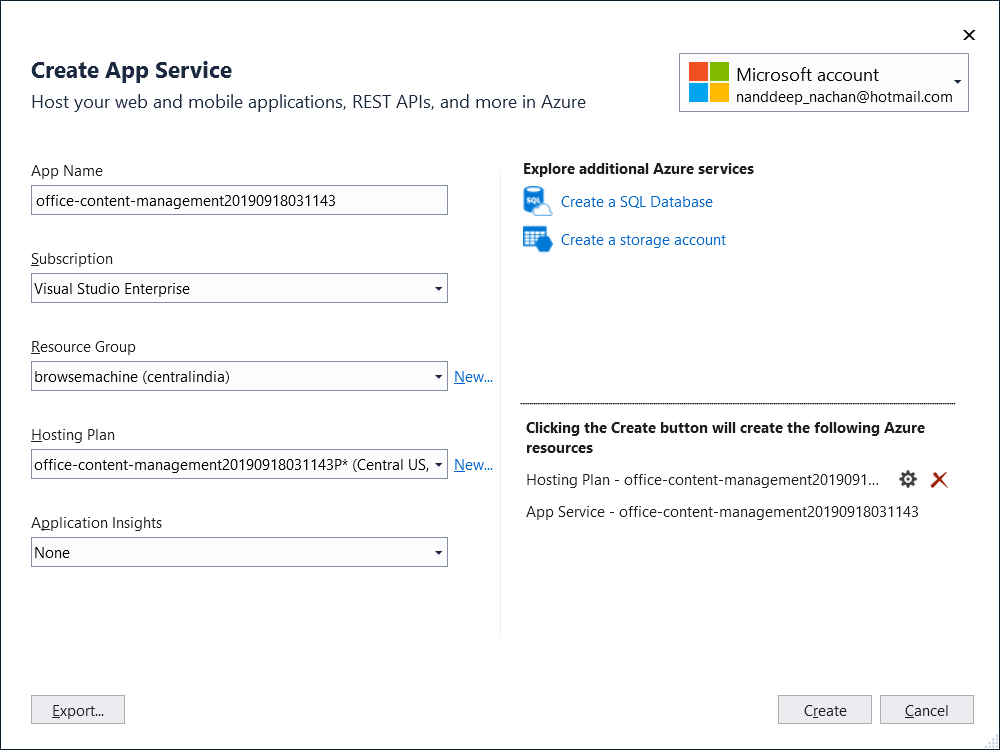 Create App Service
Host your web and mobile applications, REST APIs, and more in Azure
Microsoft account
nanddeep_nachan@hotmail.com
App Name
office-content-management20190918031143
Subscription
Visual Studio Enterprise
Resource Group
browsemachine (centralindia)
New...
Hosting Plan
office-content-management20190918031143P* (Central US,
New...
Application Insights
None
Explore additional Azure services
SQL
Create a SQL Database
Create a storage account
Clicking the Create button will create the following Azure
resources
Hosting Plan - office-content-management2019091...
App Service - office-content-management20190918031143
Export...
Create
Cancel